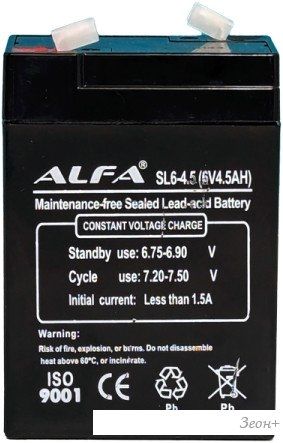 ALFA® SL6-4.5 (6V4.5AH)
Maintenance-free Sealed Lead-acid Battery
CONSTANT VOLTAGE CHARGE
Standby use: 6.75-6.90 V
Cycle use: 7.20-7.50 V
Initial current: Less than 1.5A
WARNING:
Risk of fire, explosion, or burns. Do not disassemble
heat above 60°C, or incinerate.
ISO
9001
CE
Pb
Pb
Зеон+